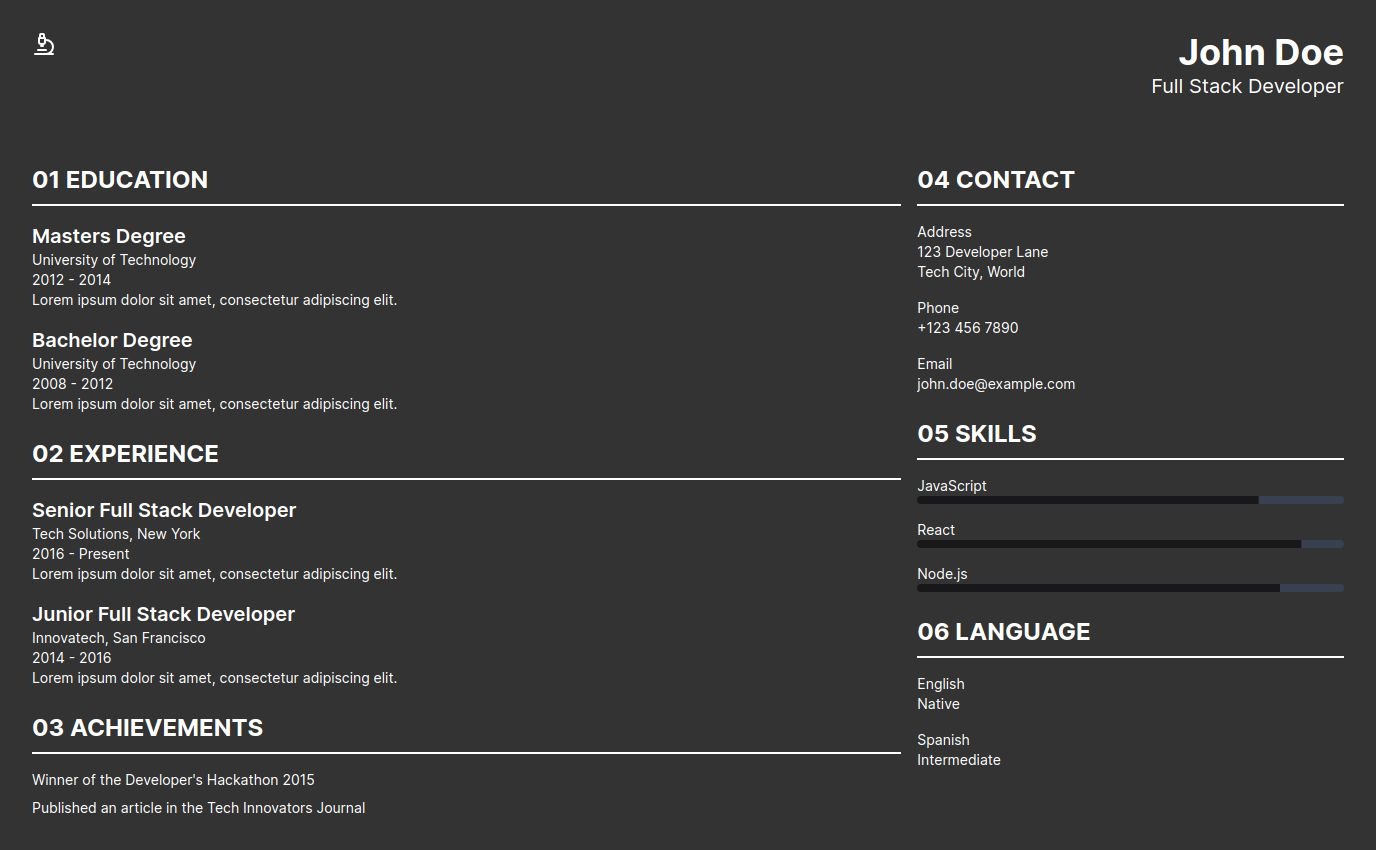 John Doe
Full Stack Developer
01 EDUCATION
Masters Degree
University of Technology
2012 - 2014
Lorem ipsum dolor sit amet, consectetur adipiscing elit.
Bachelor Degree
University of Technology
2008 - 2012
Lorem ipsum dolor sit amet, consectetur adipiscing elit.
02 EXPERIENCE
Senior Full Stack Developer
Tech Solutions, New York
2016 - Present
Lorem ipsum dolor sit amet, consectetur adipiscing elit.
Junior Full Stack Developer
Innovatech, San Francisco
2014 - 2016
Lorem ipsum dolor sit amet, consectetur adipiscing elit.
03 ACHIEVEMENTS
Winner of the Developer's Hackathon 2015
Published an article in the Tech Innovators Journal
04 CONTACT
Address
123 Developer Lane
Tech City, World
Phone
+123 456 7890
Email
john.doe@example.com
05 SKILLS
JavaScript
React
Node.js
06 LANGUAGE
English
Native
Spanish
Intermediate